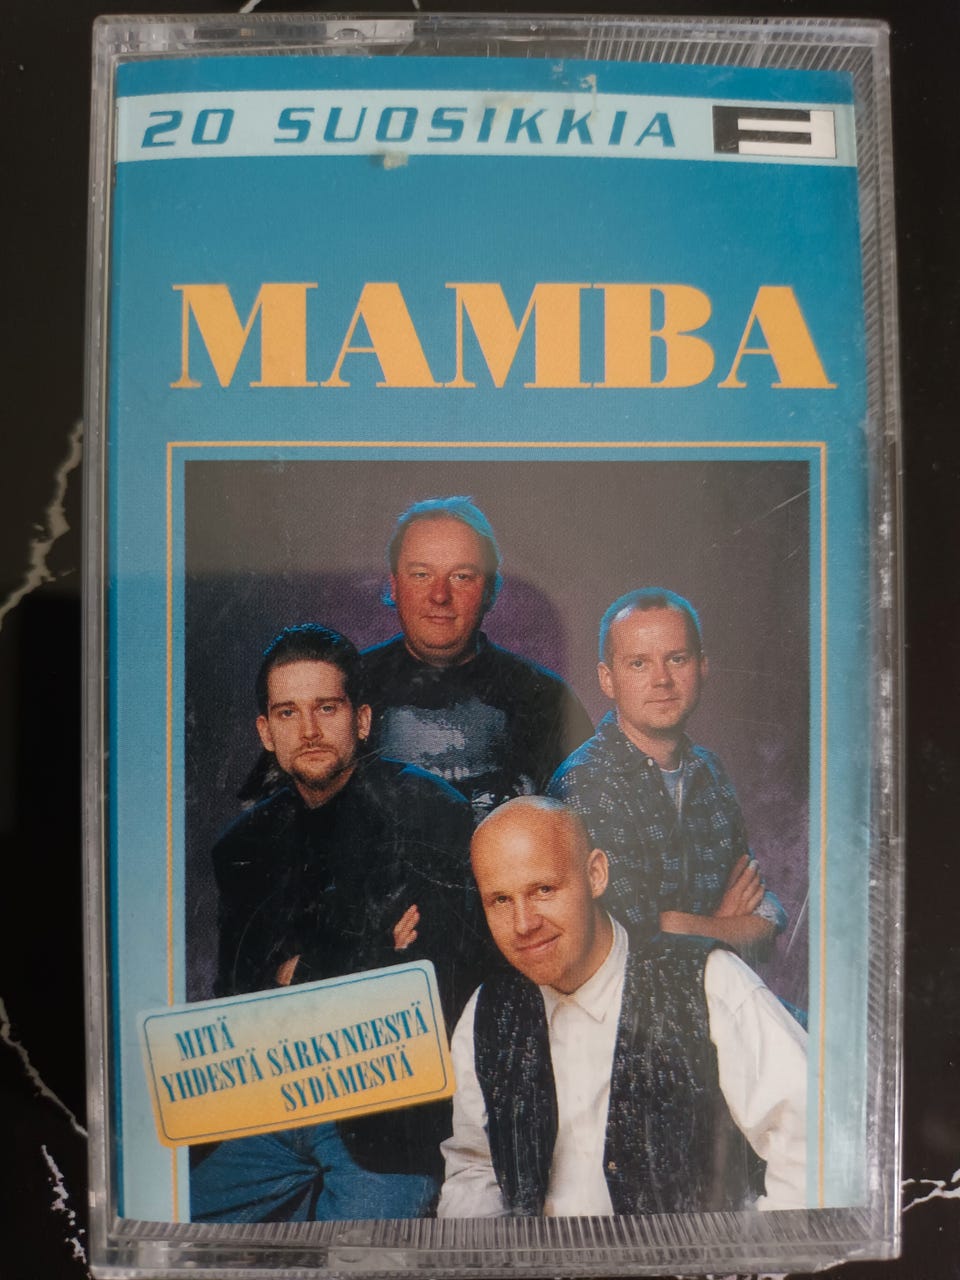 20 SUOSIKKIA
MAMBA
MITÄ
YHDESTÄ SÄRKYNEESTÄ
SYDÄMESTÄ